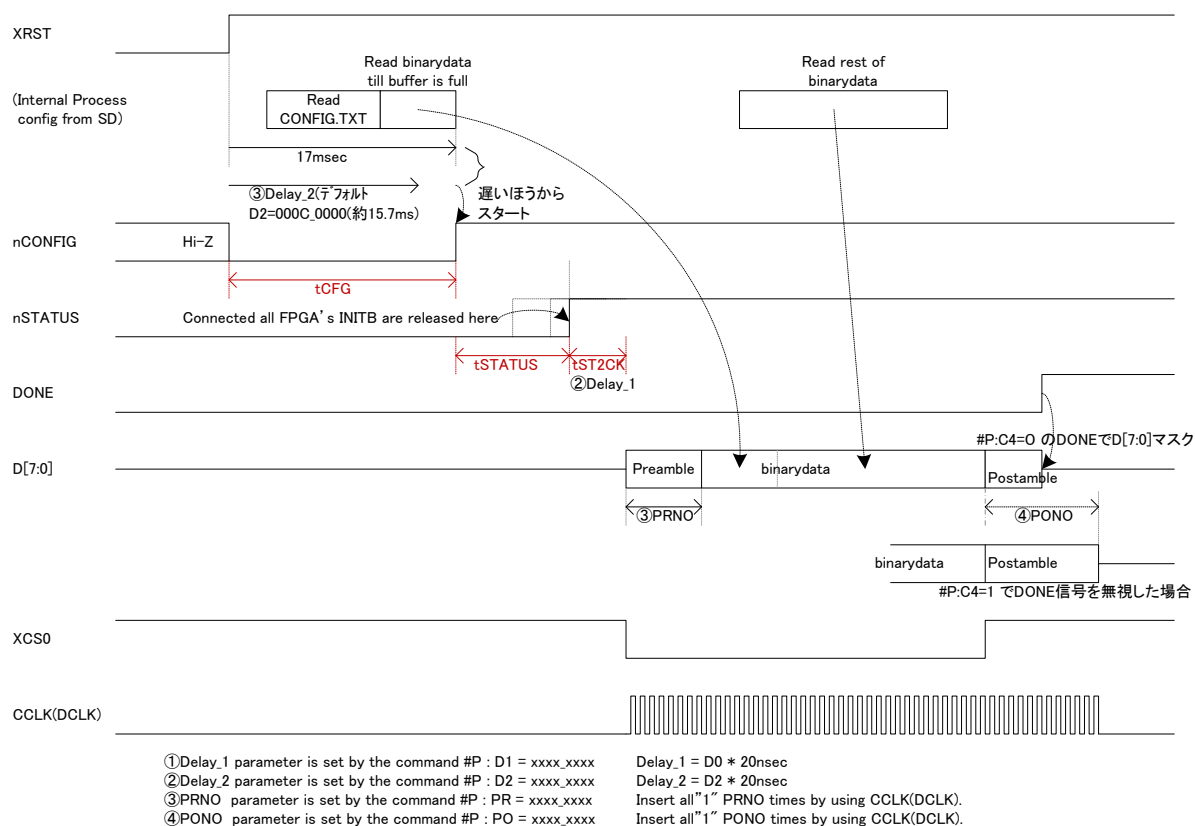 XRST
Read binarydata
till buffer is full
Read rest of
binarydata
(Internal Process
config from SD)
Read
CONFIG.TXT
17msec
③Delay_2(デフォルト
D2=000C_0000(約15.7ms)
遅いほうから
スタート
nCONFIG
Hi-Z
tCFG
nSTATUS
Connected all FPGA's INITB are released here
tSTATUS
tST2CK
②Delay_1
DONE
#P:C4=0 のDONEでD[7:0]マスク
D[7:0]
Preamble
binarydata
Postamble
③PRNO
④PONO
binarydata
Postamble
#P:C4=1 でDONE信号を無視した場合
XCS0
CCLK(DCLK)
①Delay_1 parameter is set by the command #P : D1 = xxxx_xxxx Delay_1 = D0 * 20nsec
②Delay_2 parameter is set by the command #P : D2 = xxxx_xxxx Delay_2 = D2 * 20nsec
③PRNO parameter is set by the command #P : PR = xxxx_xxxx Insert all"1" PRNO times by using CCLK(DCLK).
④PONO parameter is set by the command #P : PO = xxxx_xxxx Insert all"1" PONO times by using CCLK(DCLK).